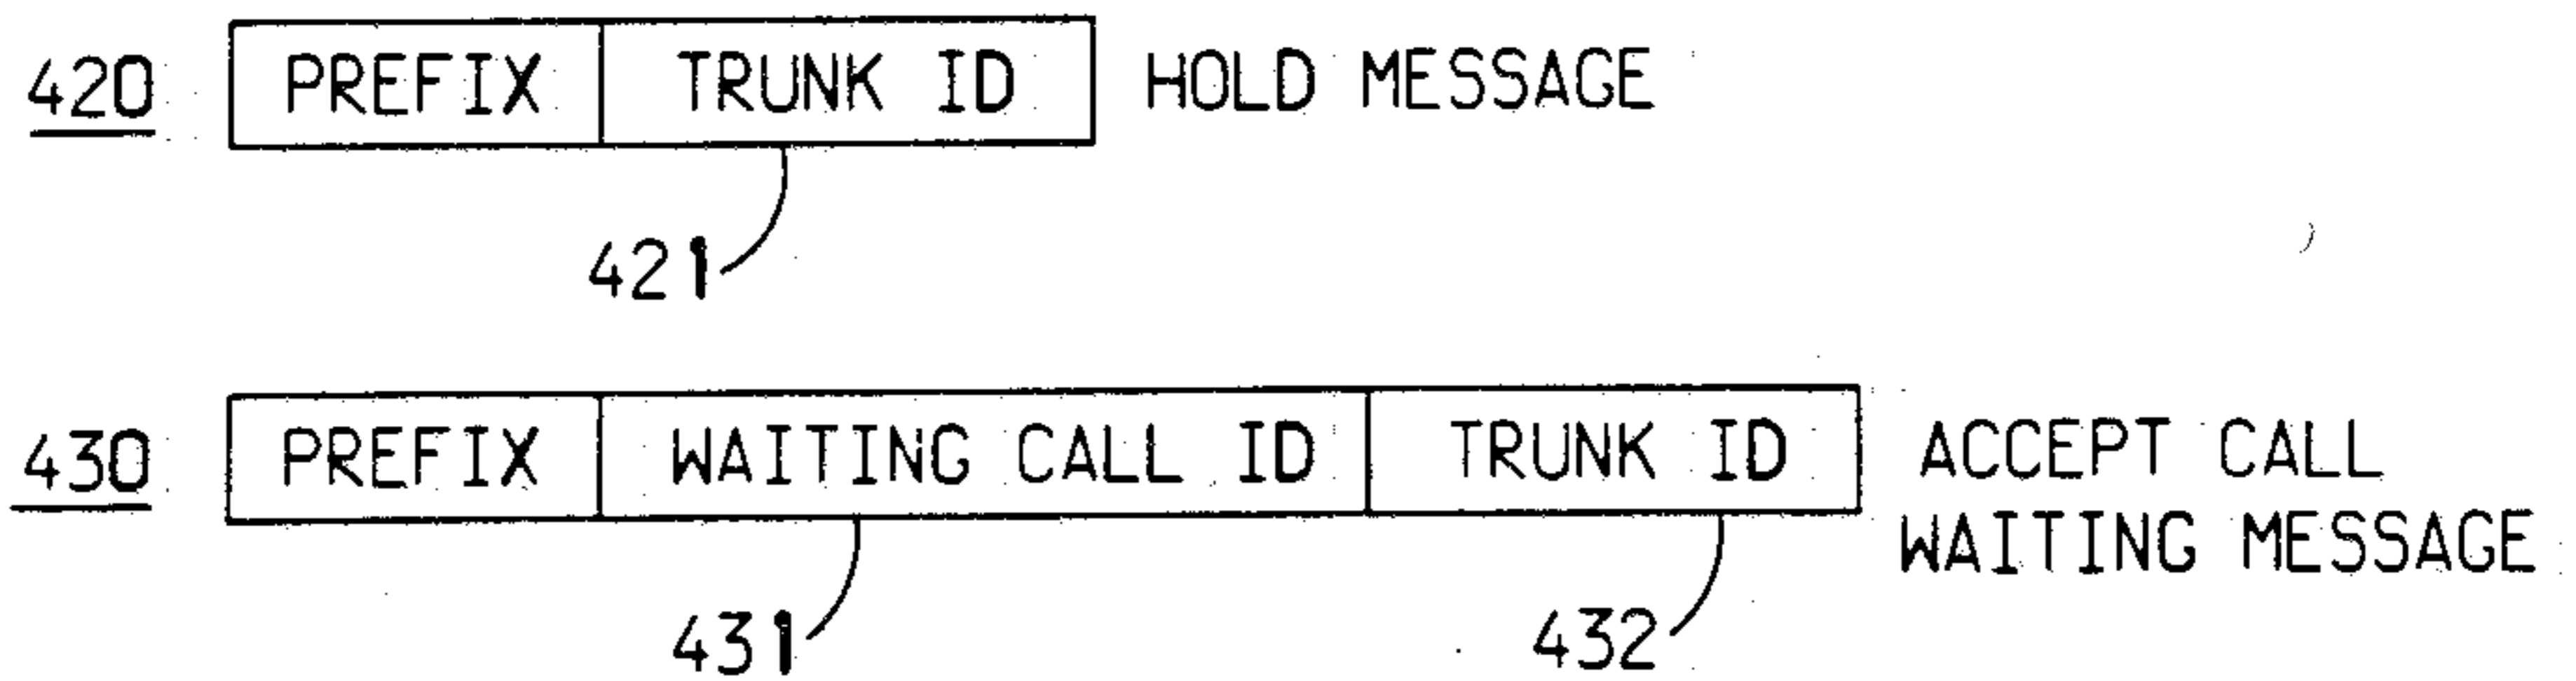 420 PREFIX TRUNK ID HOLD MESSAGE
421
430 PREFIX WAITING CALL ID TRUNK ID ACCEPT CALL
WAITING MESSAGE
431 432